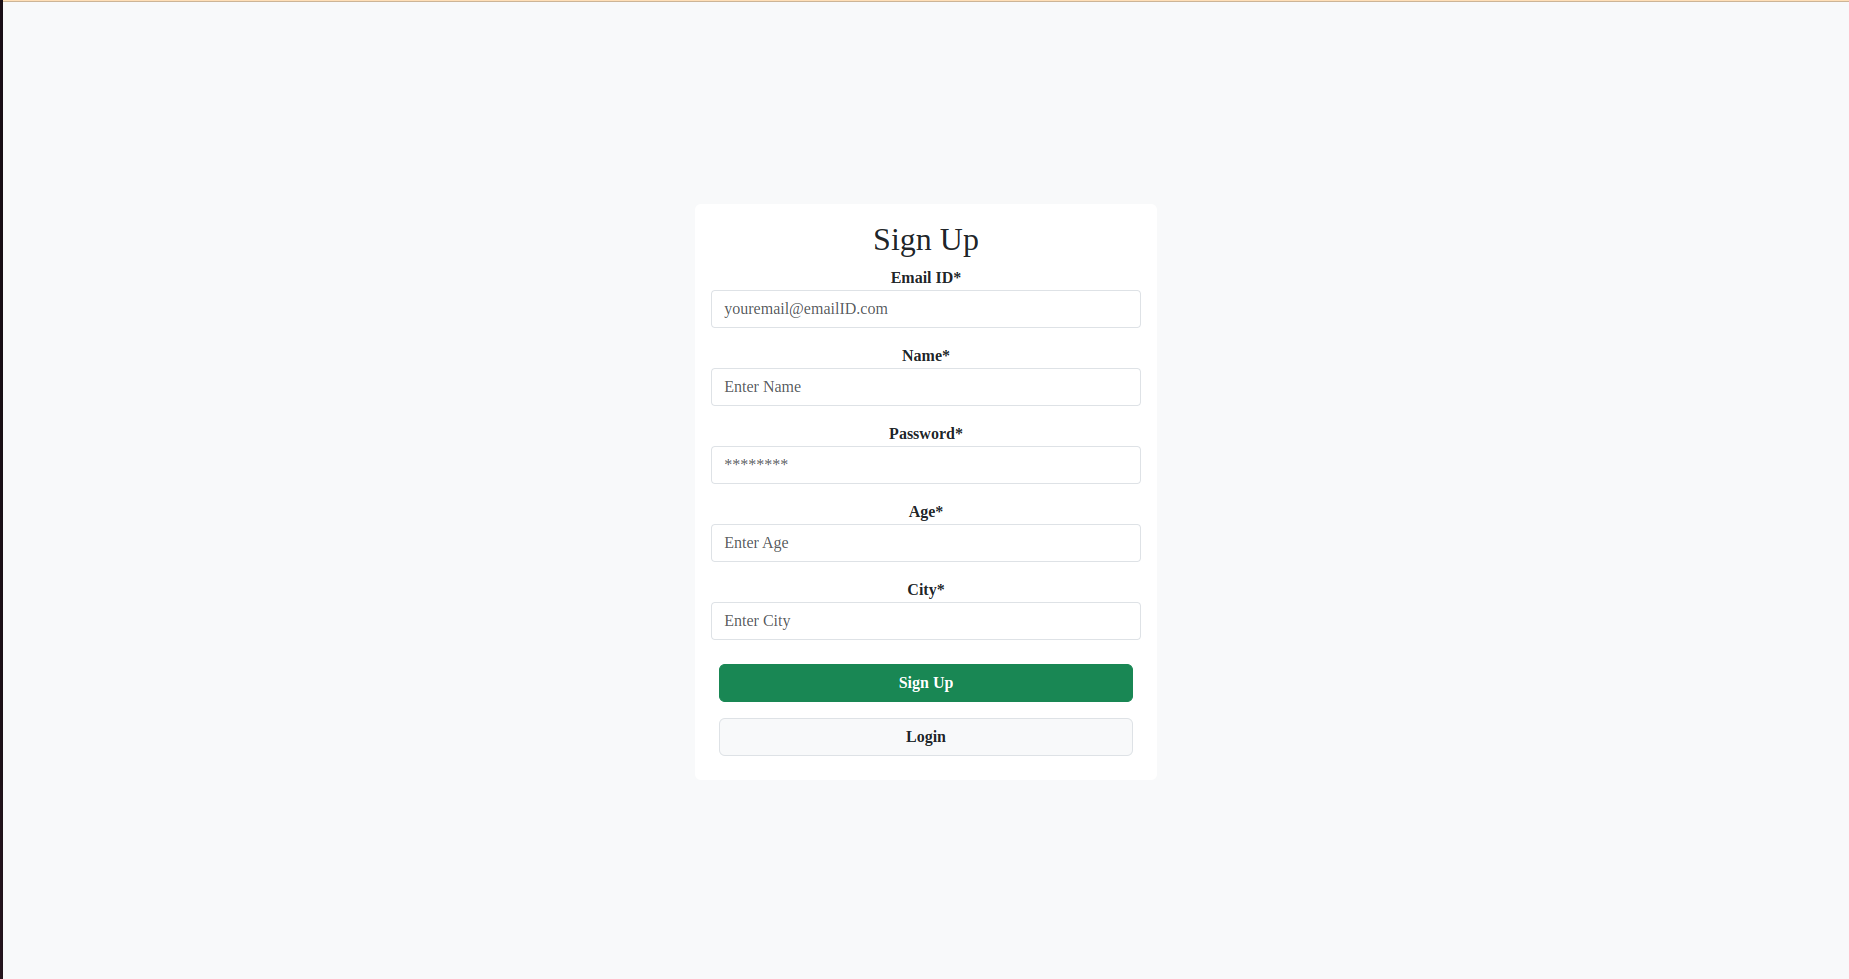 Sign Up
Email ID*
youremail@emailID.com
Name*
Enter Name
Password*
********
Age*
Enter Age
City*
Enter City
Sign Up
Login